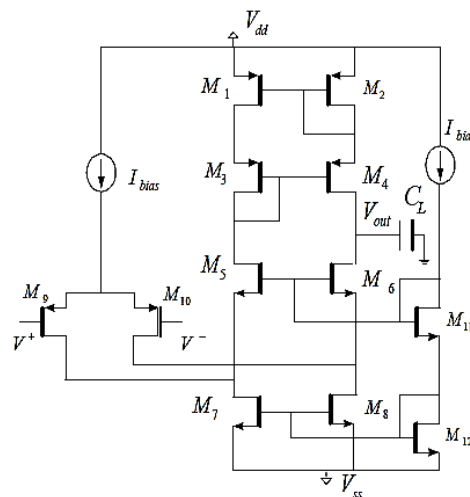 V_dd
M_1
M_2
I_bia
I_bias
M_3
M_4
V_out
C_L
M_5
M_6
M_9
M_10
V^+
V^-
M_11
M_7
M_8
M_12
V_ss